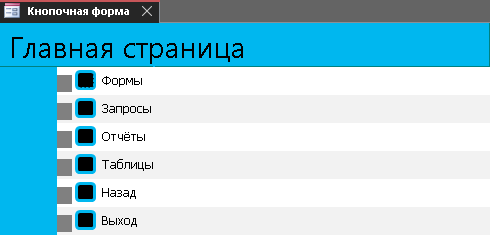 Кнопочная форма
Главная страница
Формы
Запросы
Отчёты
Таблицы
Назад
Выход